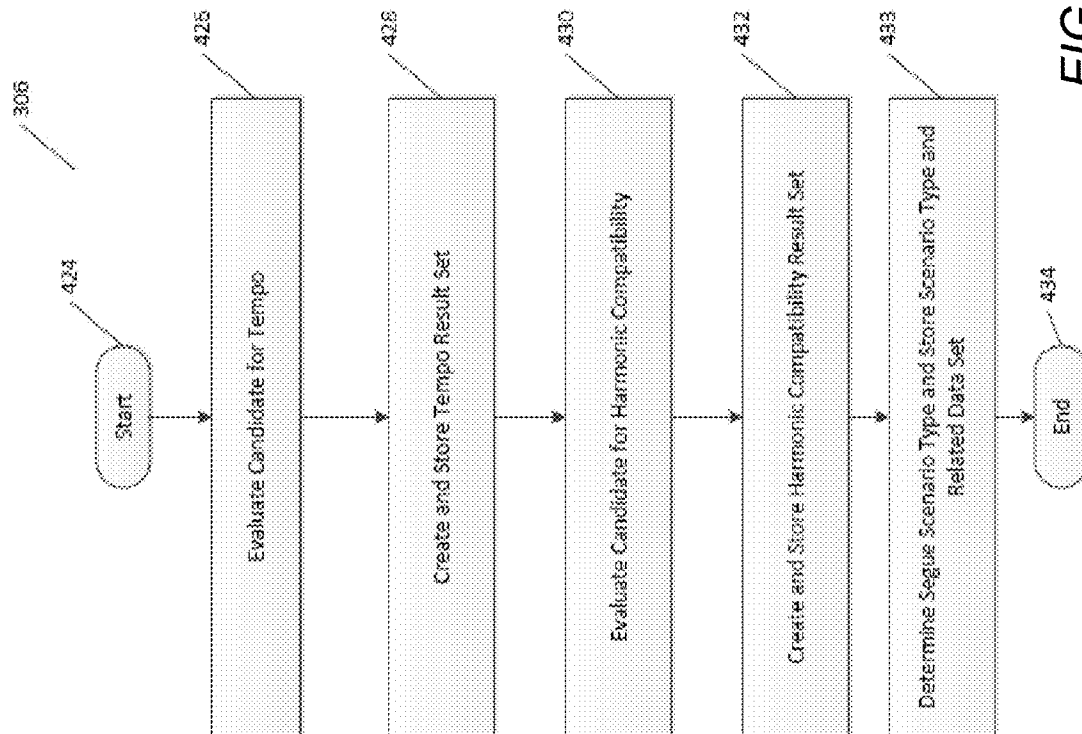 306
Start
424
Evaluate Candidate for Tempo
426
Create and Store Tempo Result Set
428
Evaluate Candidate for Harmonic Compatibility
430
Create and Store Harmonic Compatibility Result Set
432
Determine Segue Scenario Type and Store Scenario Type and
Related Data Set
433
End
434
FIG